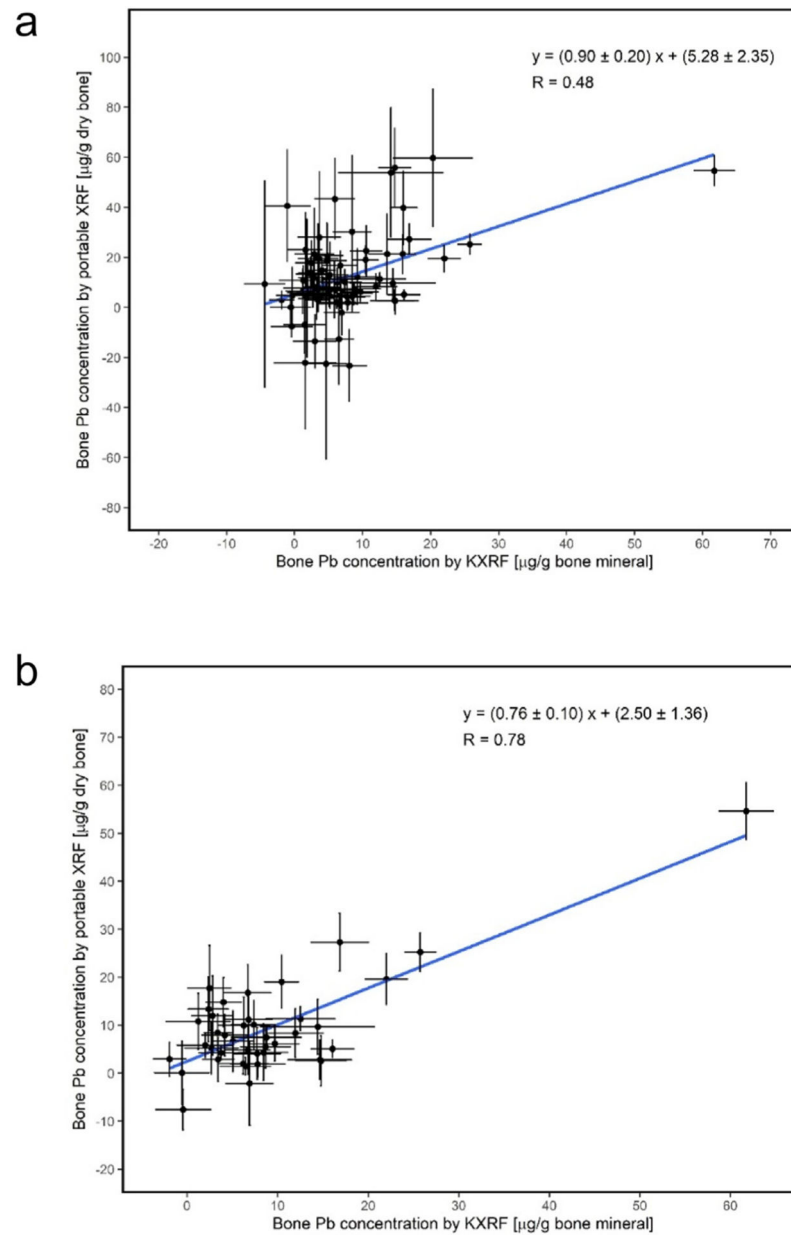 a
y = (0.90 ± 0.20) x + (5.28 ± 2.35)
R = 0.48
Bone Pb concentration by portable XRF [µg/g dry bone]
100
80
60
40
20
0
-20
-40
-60
-80
-20 -10 0 10 20 30 40 50 60 70
Bone Pb concentration by KXRF [µg/g bone mineral]
b
y = (0.76 ± 0.10) x + (2.50 ± 1.36)
R = 0.78
Bone Pb concentration by portable XRF [µg/g dry bone]
80
70
60
50
40
30
20
10
0
-10
-20
0 10 20 30 40 50 60
Bone Pb concentration by KXRF [µg/g bone mineral]